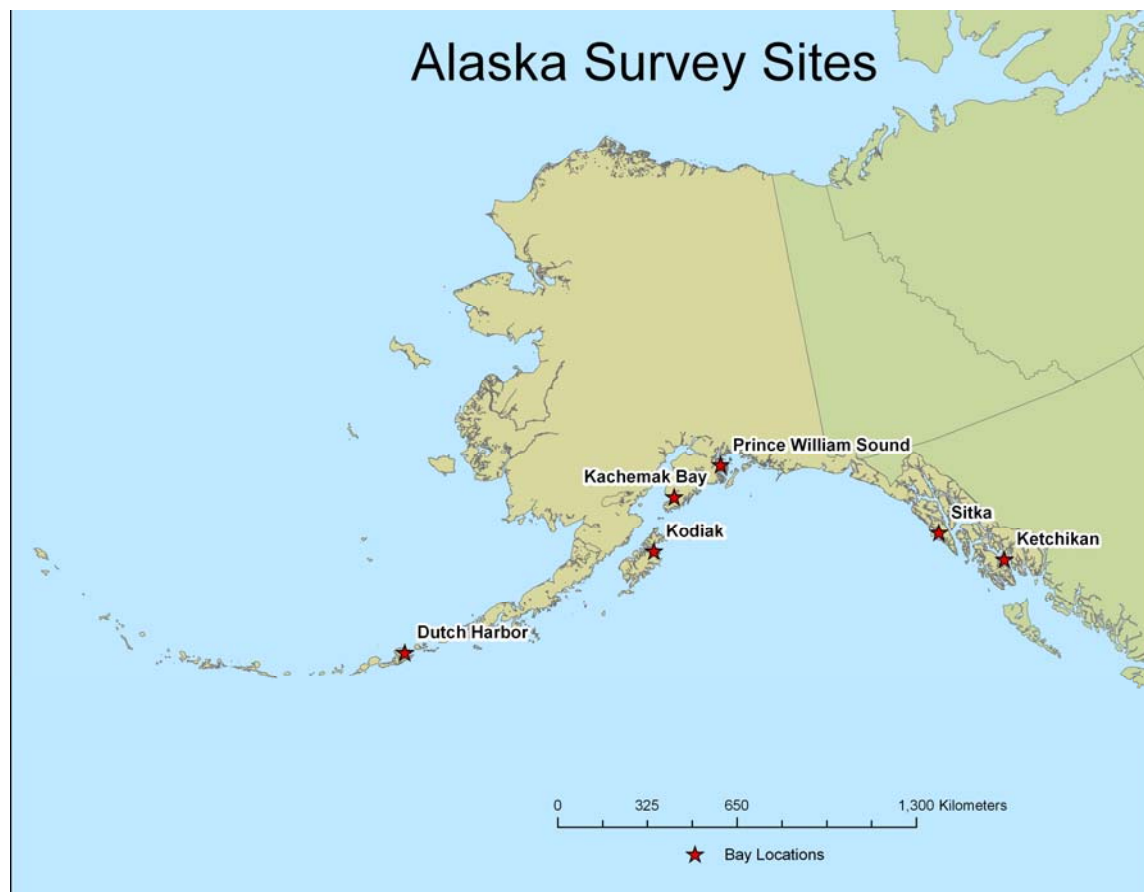 Alaska Survey Sites
Prince William Sound
Kachemak Bay
Sitka
Kodiak
Ketchikan
Dutch Harbor
0 325 650 1,300 Kilometers
Bay Locations